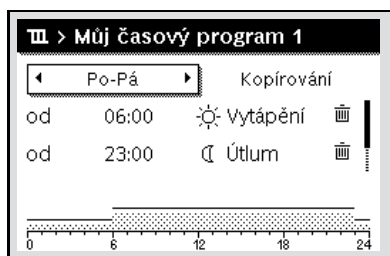 > Můj časový program 1
Po-Pá Kopírování
od 06:00 Vytápění
od 23:00 Útlum
0 6 12 18 24